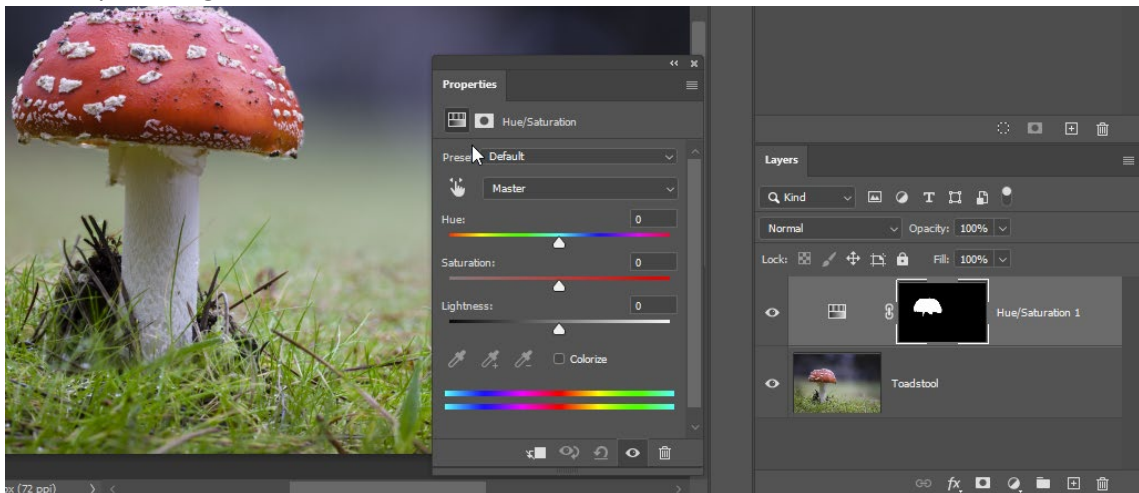 Properties
Hue/Saturation
Default
Master
Hue:
0
Saturation:
0
Lightness:
0
Colorize
Layers
Kind
T
Normal
Opacity: 100%
Lock:
Fill: 100%
Hue/Saturation 1
Toadstool
fx
(72 ppi)